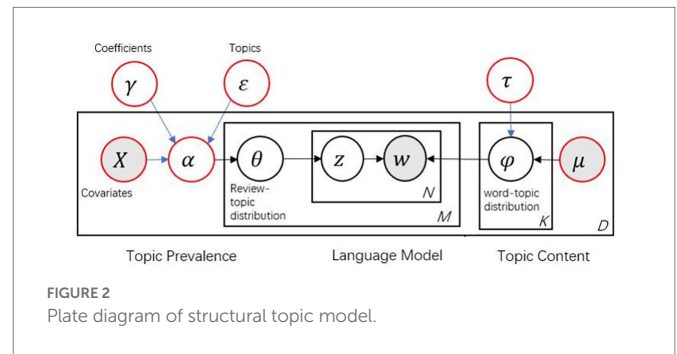 Coefficients
Topics
γ
ε
τ
X
α
θ
z
w
φ
μ
Covariates
Review-
topic
distribution
word-topic
distribution
N
M
K
D
Topic Prevalence
Language Model
Topic Content
FIGURE 2
Plate diagram of structural topic model.